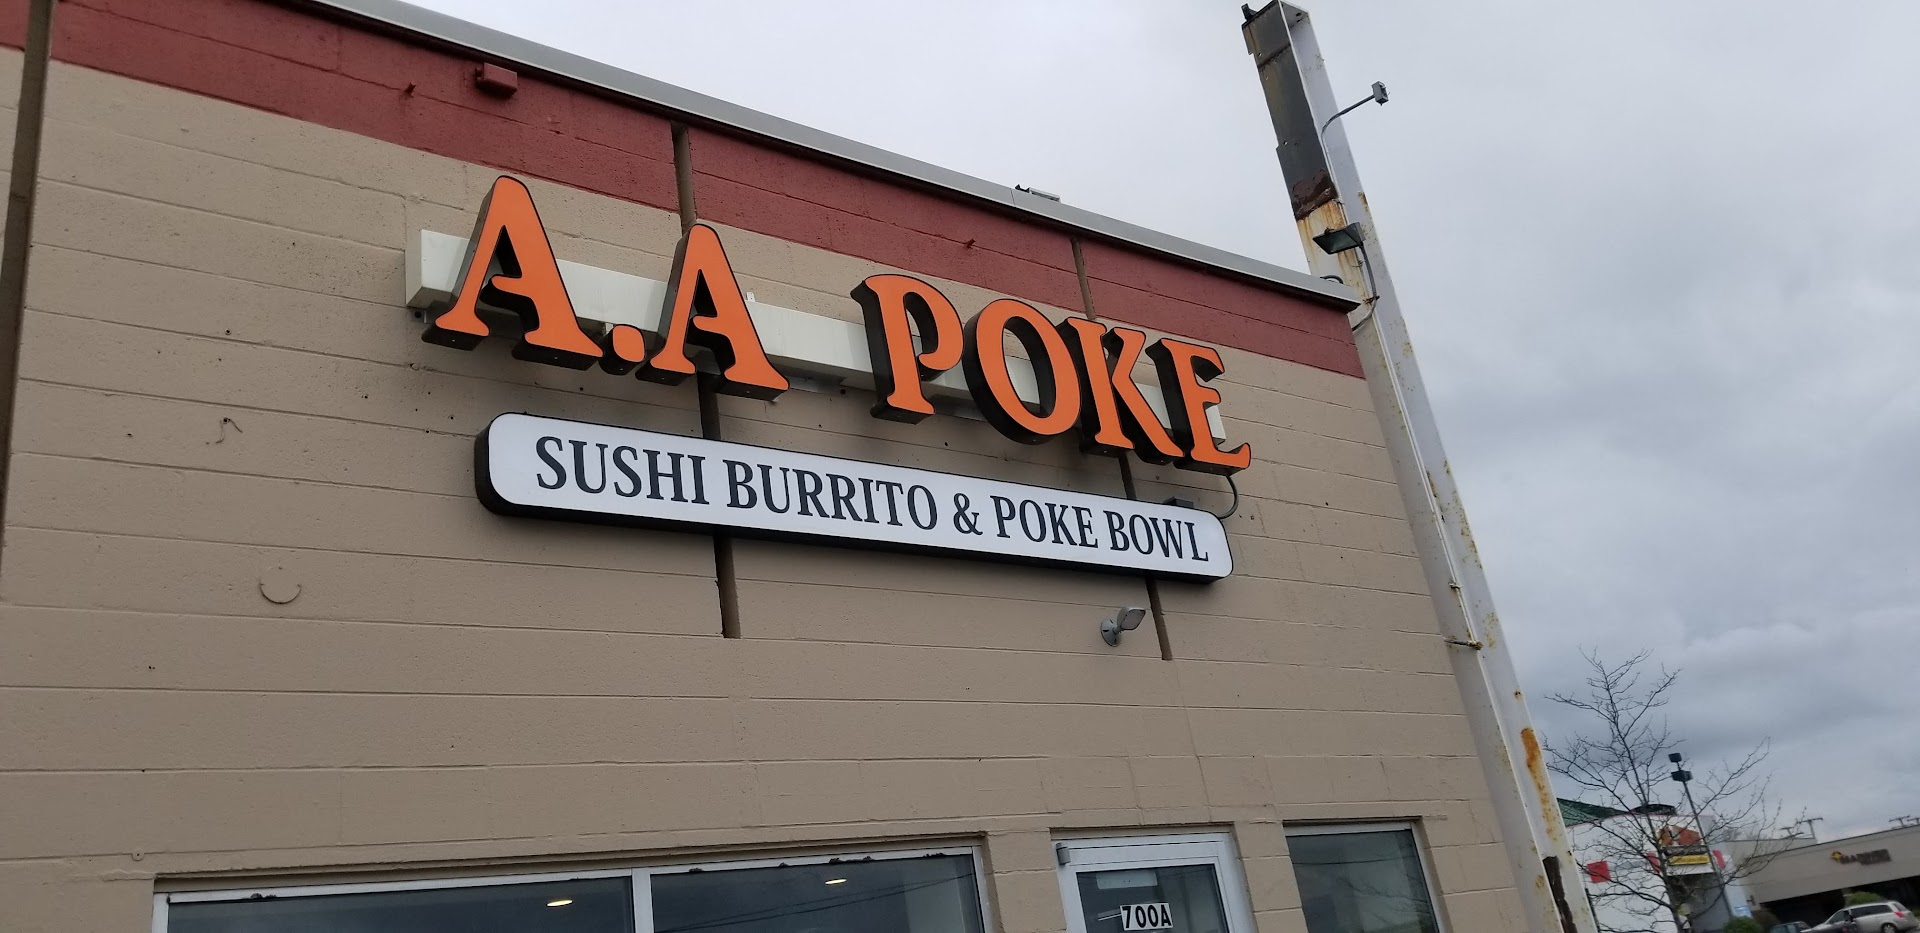 A.A POKE
SUSHI BURRITO & POKE BOWL
700A